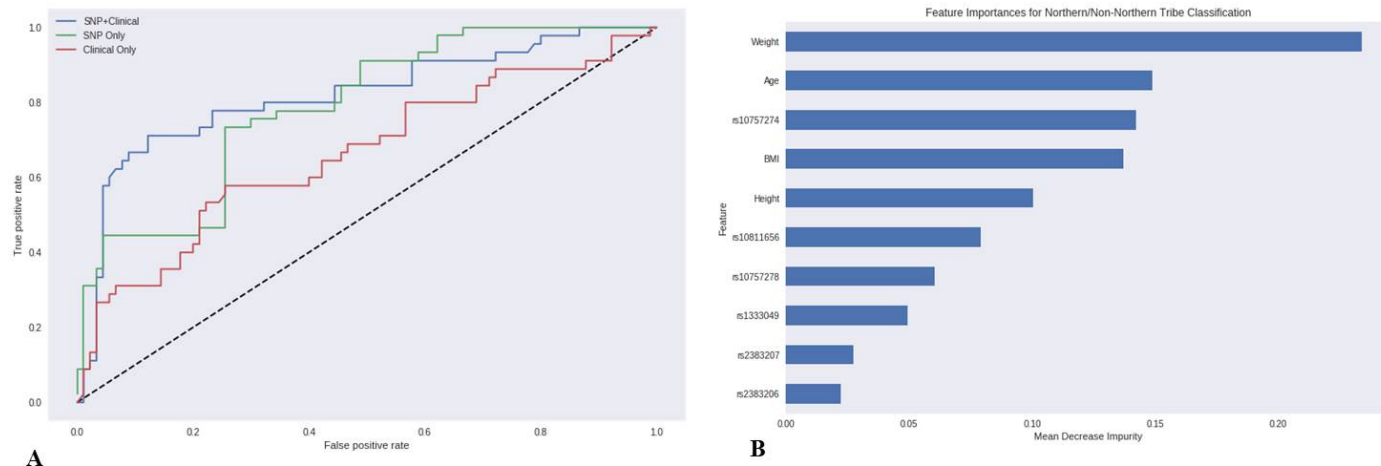 SNP+Clinical
SNP Only
Clinical Only
True positive rate
1.0
0.8
0.6
0.4
0.2
0.0
0.0 0.2 0.4 0.6 0.8 1.0
False positive rate
A
Feature Importances for Northern/Non-Northern Tribe Classification
Feature
Weight
Age
rs10757274
BMI
Height
rs10811656
rs10757278
rs1333049
rs2383207
rs2383206
0.00 0.05 0.10 0.15 0.20
Mean Decrease Impurity
B